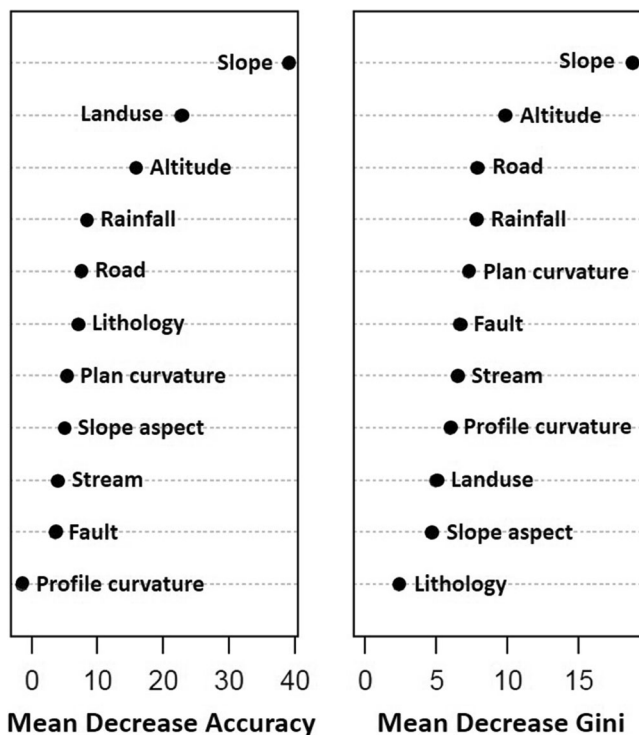 Slope
Landuse
Altitude
Rainfall
Road
Lithology
Plan curvature
Slope aspect
Stream
Fault
Profile curvature
0 10 20 30 40
Mean Decrease Accuracy
Slope
Altitude
Road
Rainfall
Plan curvature
Fault
Stream
Profile curvature
Landuse
Slope aspect
Lithology
0 5 10 15
Mean Decrease Gini